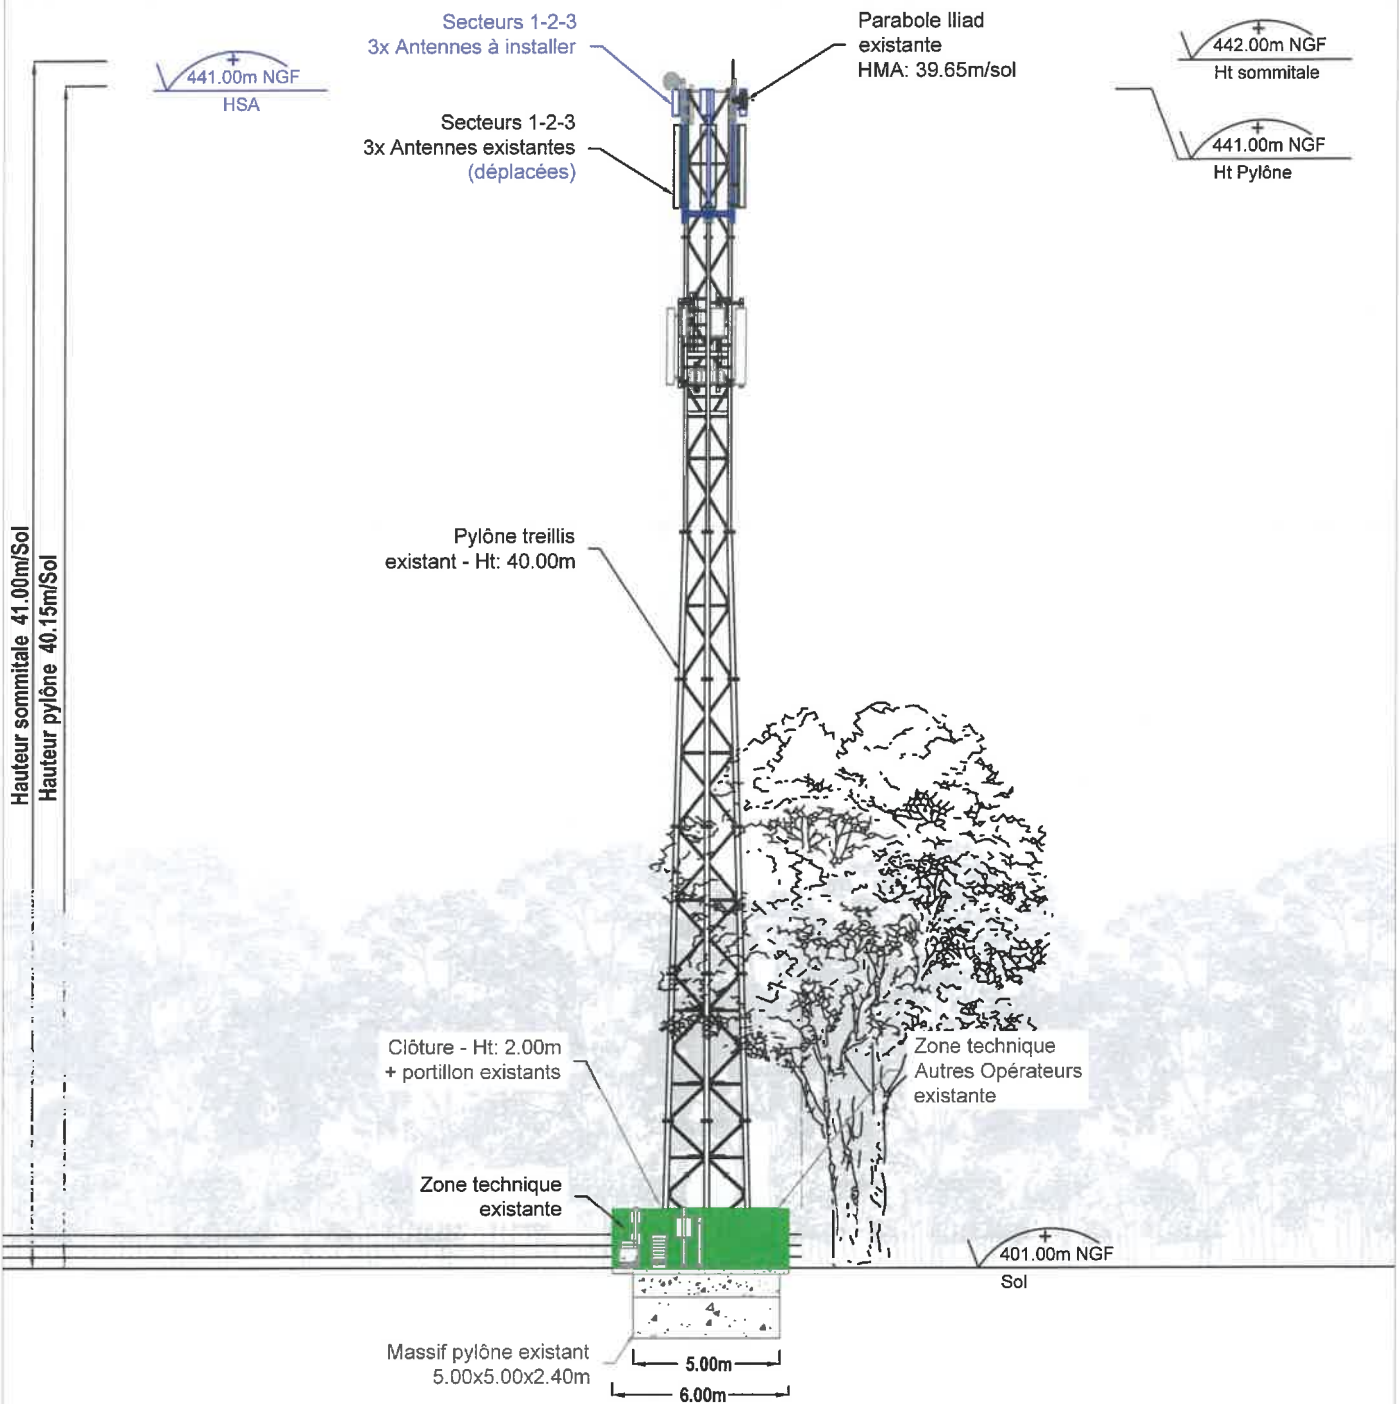 Secteurs 1-2-3
3x Antennes à installer
Parabole Iliad
existante
HMA: 39.65m/sol
442.00m NGF
Ht sommitale
441.00m NGF
HSA
441.00m NGF
Ht Pylône
Secteurs 1-2-3
3x Antennes existantes
(déplacées)
Hauteur sommitale 41.00m/Sol
Hauteur pylône 40.15m/Sol
Pylône treillis
existant - Ht: 40.00m
Clôture - Ht: 2.00m
+ portillon existants
Zone technique
Autres Opérateurs
existante
Zone technique
existante
401.00m NGF
Sol
Massif pylône existant
5.00x5.00x2.40m
5.00m
6.00m